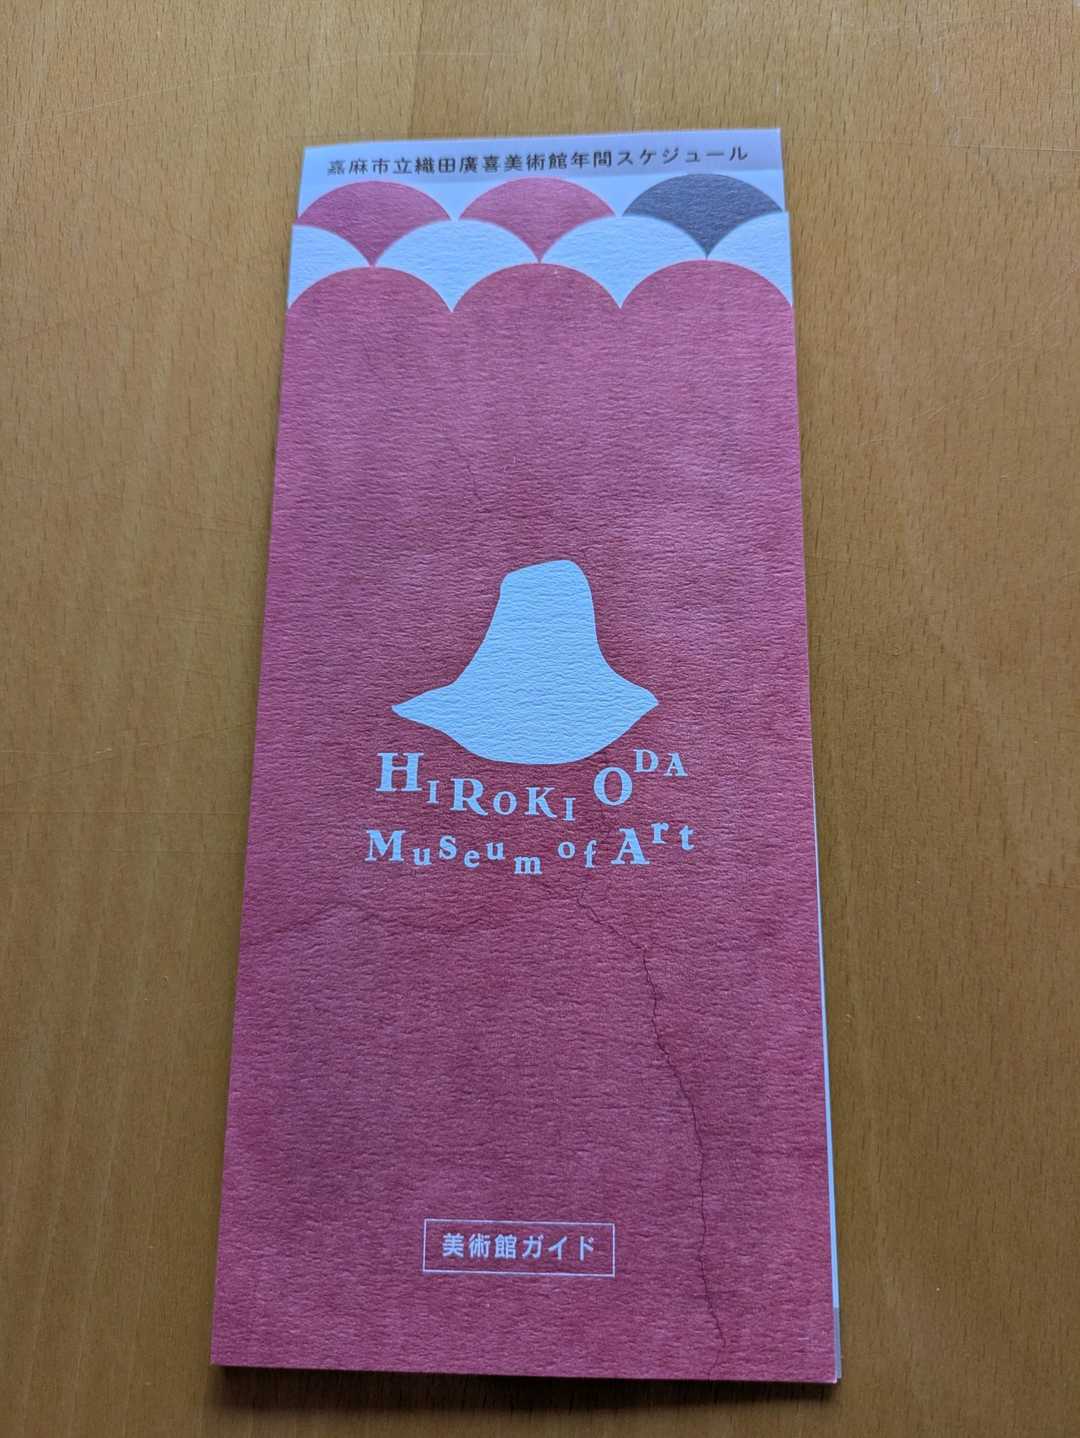 嘉麻市立織田廣喜美術館年間スケジュール
HIROKI ODA
Museum of Art
美術館ガイド